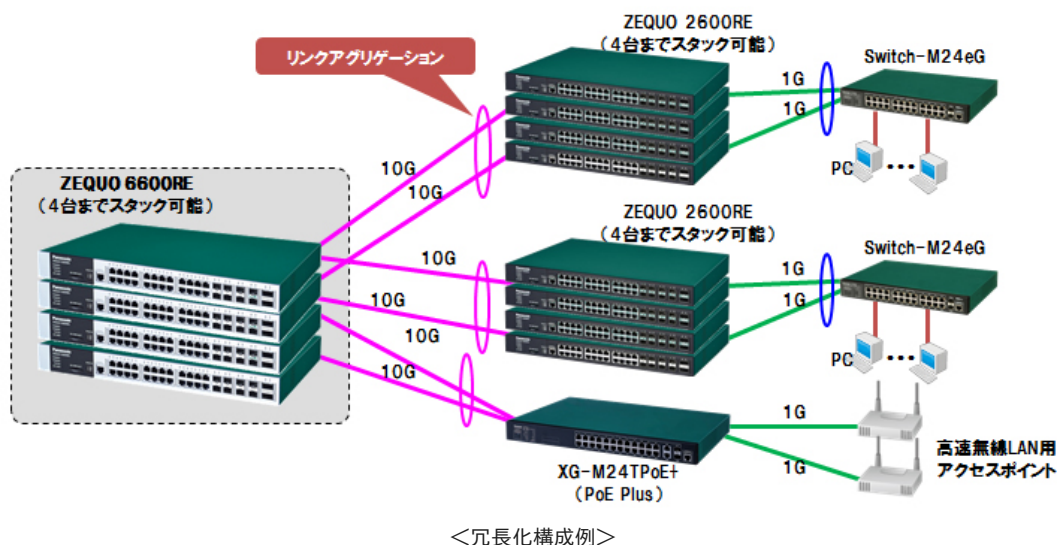 ZEQUO 2600RE
（4台までスタック可能）
リンクアグリゲーション
Switch-M24eG
1G
1G
PC
10G
10G
ZEQUO 6600RE
（4台までスタック可能）
ZEQUO 2600RE
（4台までスタック可能）
Switch-M24eG
10G
1G
1G
10G
10G
PC
10G
1G
1G
高速無線LAN用
アクセスポイント
XG-M24TPoE+
（PoE Plus）
＜冗長化構成例＞